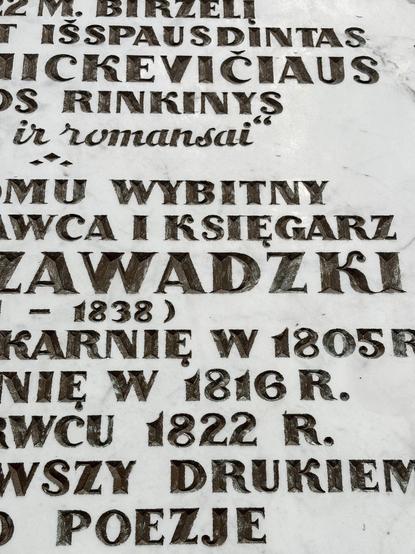 22 M. BIRŽELĮ
T IŠSPAUSDINTAS
MICKEVIČIAUS
OS RINKINYS
ir romansai“
OMU WYBITNY
AWCA I KSIĘGARZ
ZAWADZKI
– 1838)
KARNIĘ W 1805 R
NIĘ W 1816 R.
RWCU 1822 R.
WSZY DRUKIEM
O POEZJE